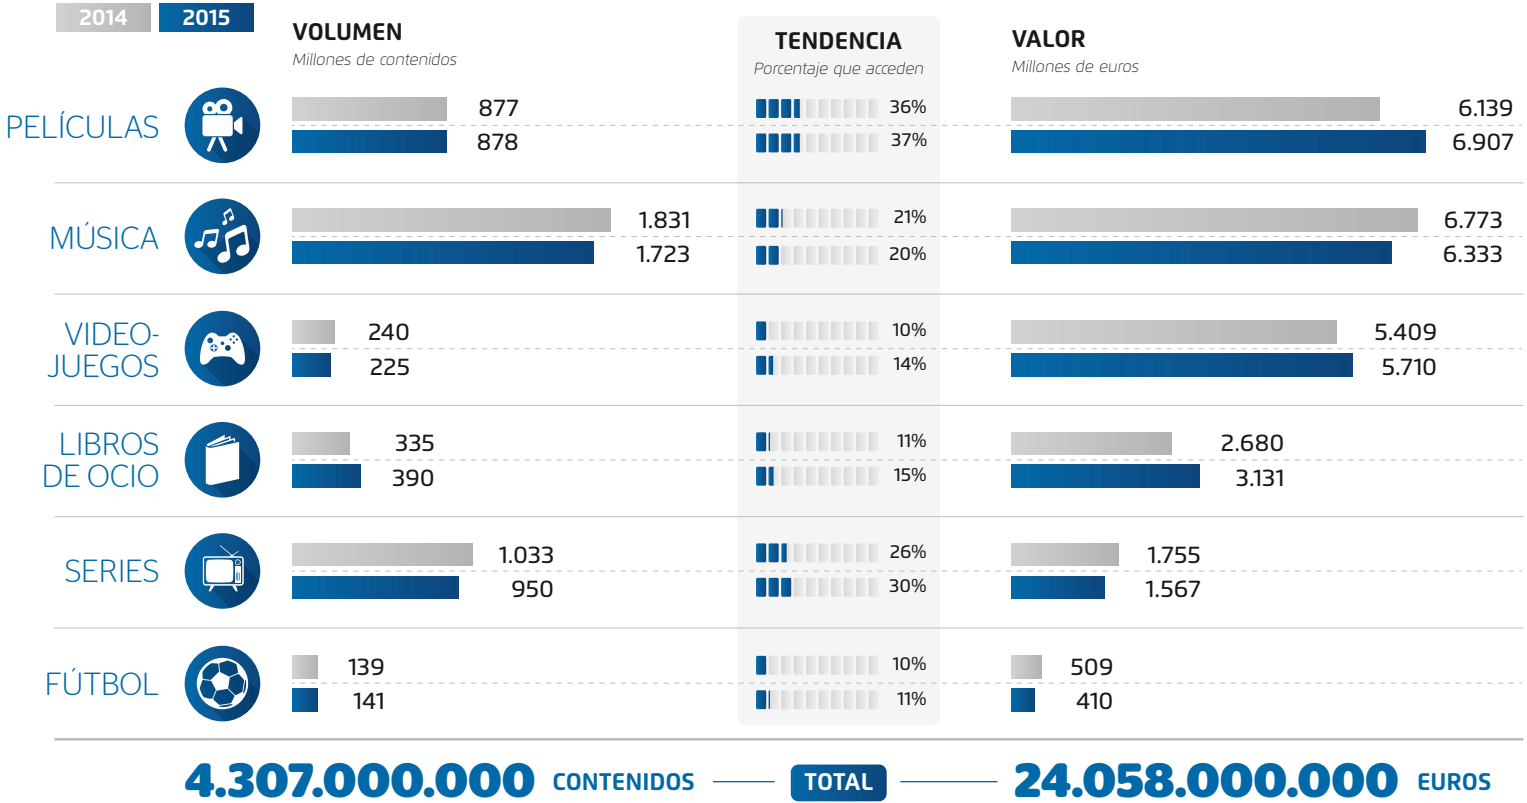 2014 2015
VOLUMEN
Millones de contenidos
TENDENCIA
Porcentaje que acceden
VALOR
Millones de euros
PELÍCULAS
877 36% 6.139
878 37% 6.907
MÚSICA
1.831 21% 6.773
1.723 20% 6.333
VIDEO-
JUEGOS
240 10% 5.409
225 14% 5.710
LIBROS
DE OCIO
335 11% 2.680
390 15% 3.131
SERIES
1.033 26% 1.755
950 30% 1.567
FÚTBOL
139 10% 509
141 11% 410
4.307.000.000 CONTENIDOS TOTAL 24.058.000.000 EUROS